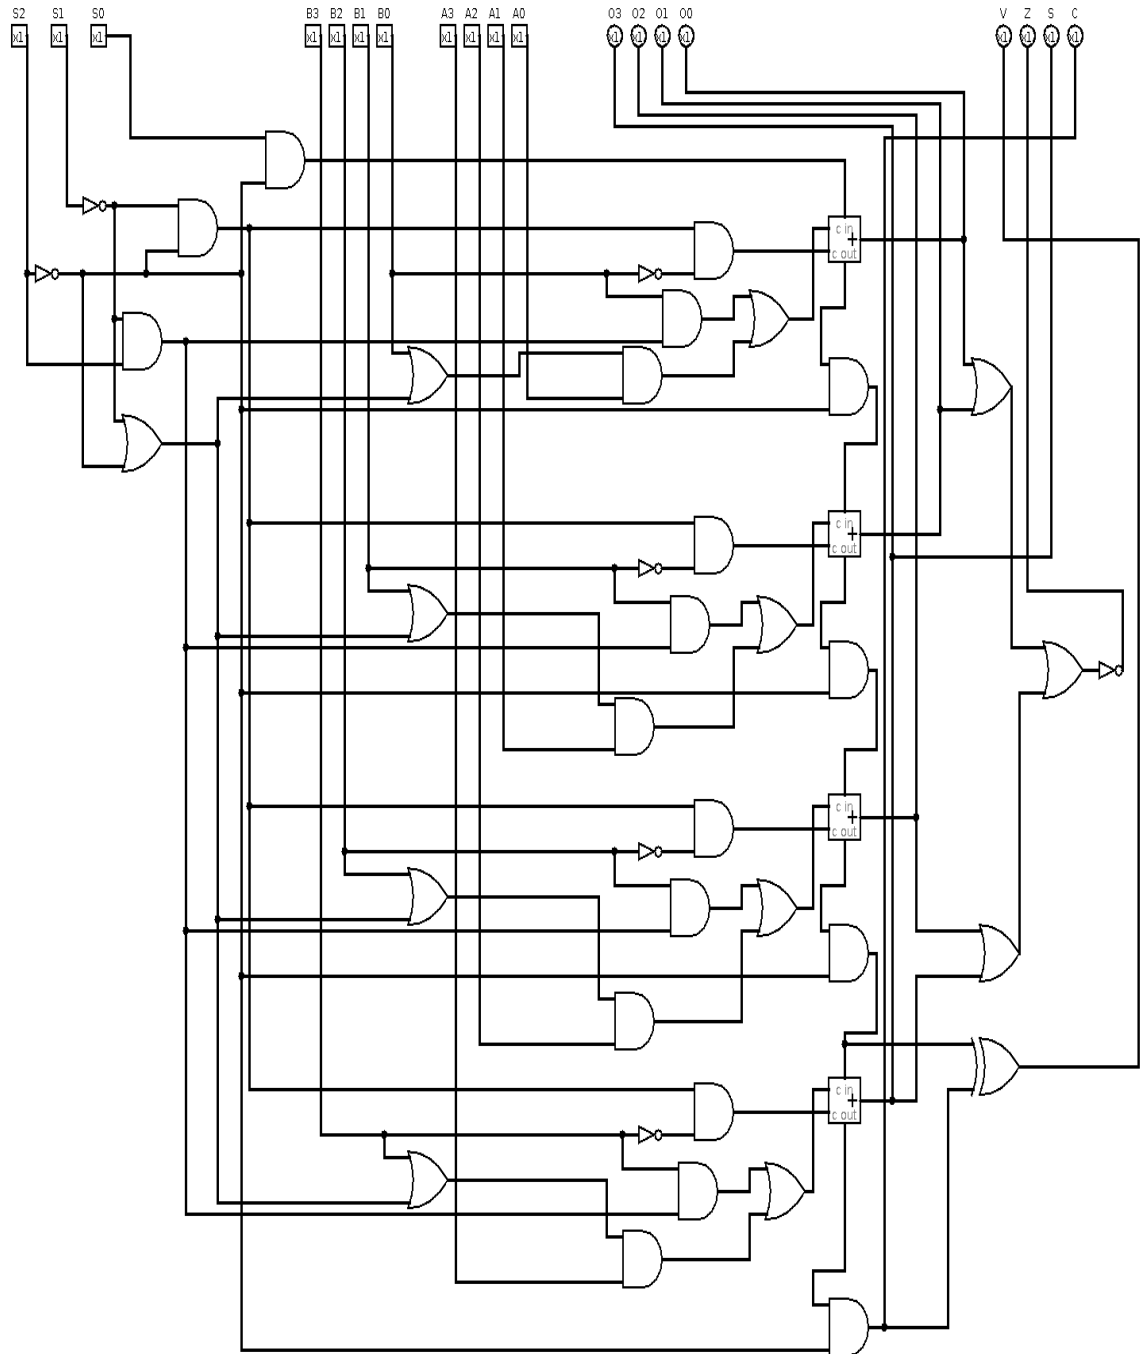 S2 S1 S0 B3 B2 B1 B0 A3 A2 A1 A0 O3 O2 O1 O0 V Z S C
x1 x1 x1 x1 x1 x1 x1 x1 x1 x1 x1 x1 x1 x1 x1 x1 x1 x1 x1
c in
+
c out
c in
+
c out
c in
+
c out
c in
+
c out